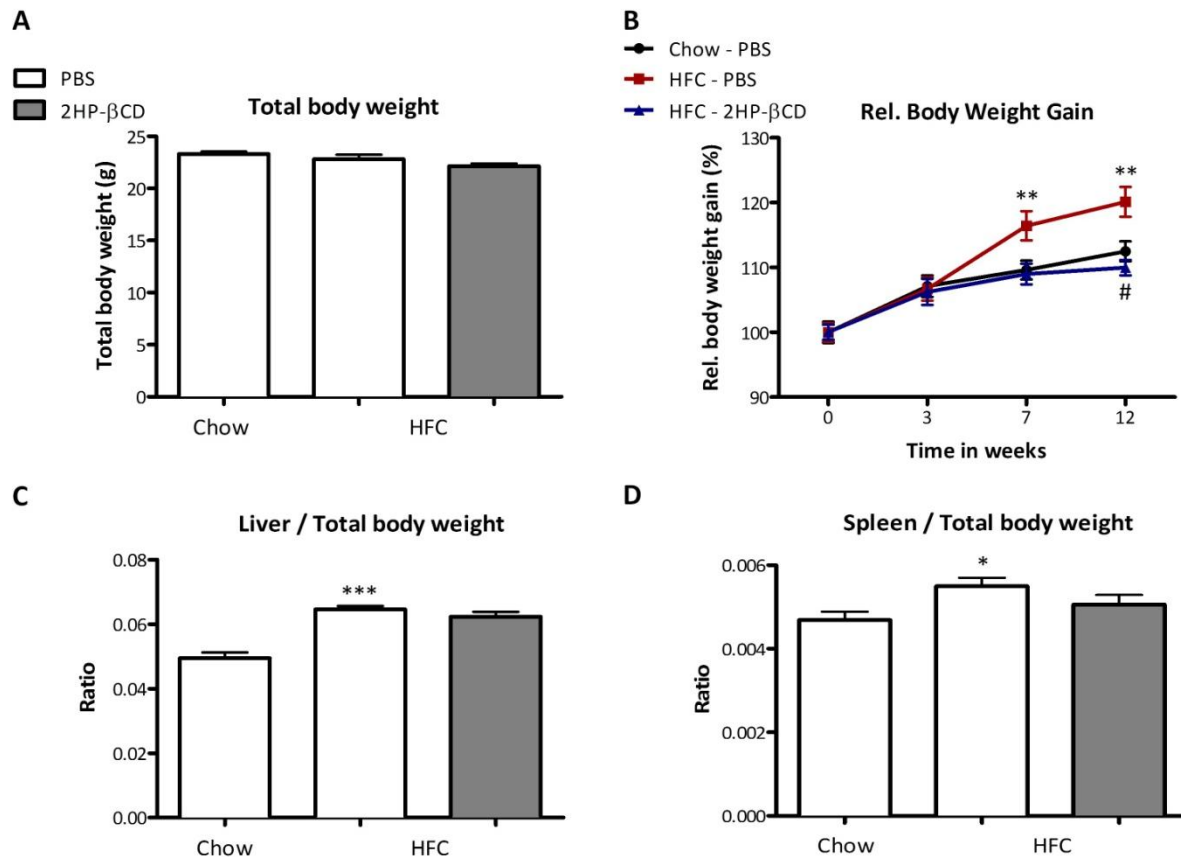 A
PBS
2HP-βCD
Total body weight
Total body weight (g)
25
20
15
10
5
0
Chow
HFC
B
Chow - PBS
HFC - PBS
HFC - 2HP-βCD
Rel. Body Weight Gain
Rel. body weight gain (%)
130
120
110
100
90
**
**
#
0
3
7
12
Time in weeks
C
Liver / Total body weight
Ratio
0.08
0.06
0.04
0.02
0.00
***
Chow
HFC
D
Spleen / Total body weight
Ratio
0.006
0.004
0.002
0.000
*
Chow
HFC